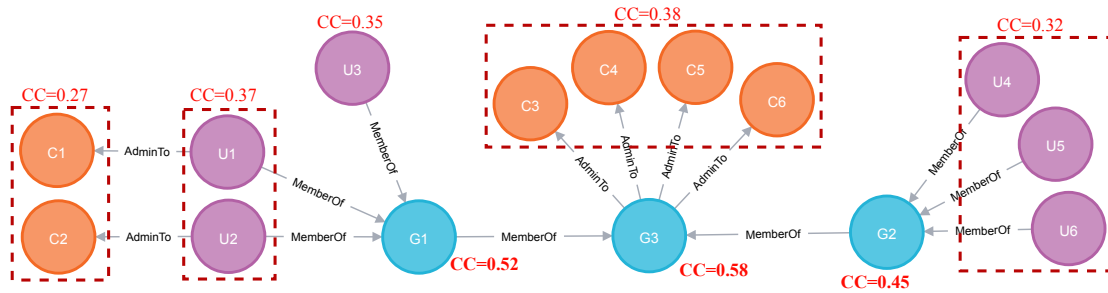 CC=0.35
CC=0.38
CC=0.32
CC=0.27
CC=0.37
U3
C3
C4
C5
C6
U4
U5
U6
C1
AdminTo
U1
MemberOf
MemberOf
AdminTo
AdminTo
AdminTo
AdminTo
MemberOf
MemberOf
MemberOf
C2
AdminTo
U2
MemberOf
G1
MemberOf
G3
MemberOf
G2
CC=0.52
CC=0.58
CC=0.45